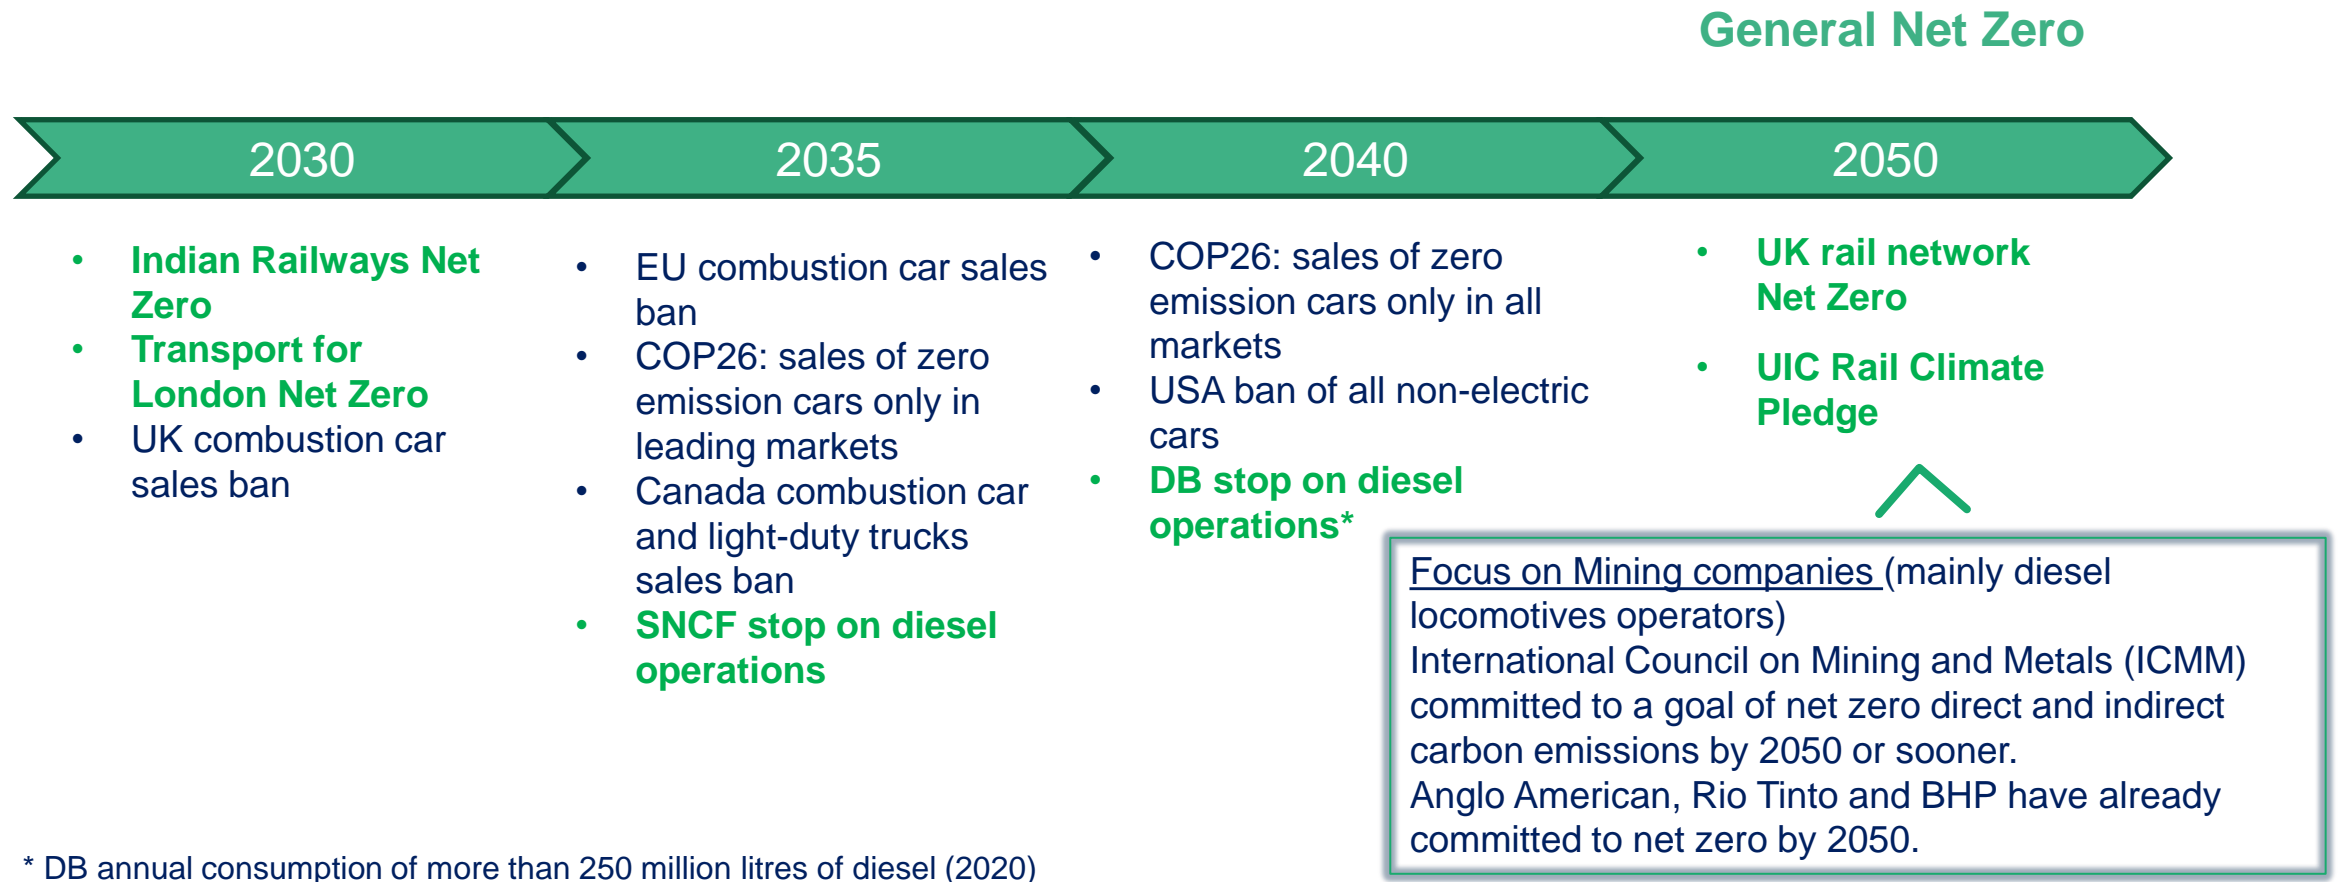 General Net Zero
2030
2035
2040
2050
• Indian Railways Net
Zero
• Transport for
London Net Zero
• UK combustion car
sales ban
• EU combustion car sales
ban
• COP26: sales of zero
emission cars only in
leading markets
• Canada combustion car
and light-duty trucks
sales ban
• SNCF stop on diesel
operations
• COP26: sales of zero
emission cars only in all
markets
• USA ban of all non-electric
cars
• DB stop on diesel
operations*
• UK rail network
Net Zero
• UIC Rail Climate
Pledge
Focus on Mining companies (mainly diesel
locomotives operators)
International Council on Mining and Metals (ICMM)
committed to a goal of net zero direct and indirect
carbon emissions by 2050 or sooner.
Anglo American, Rio Tinto and BHP have already
committed to net zero by 2050.
* DB annual consumption of more than 250 million litres of diesel (2020)